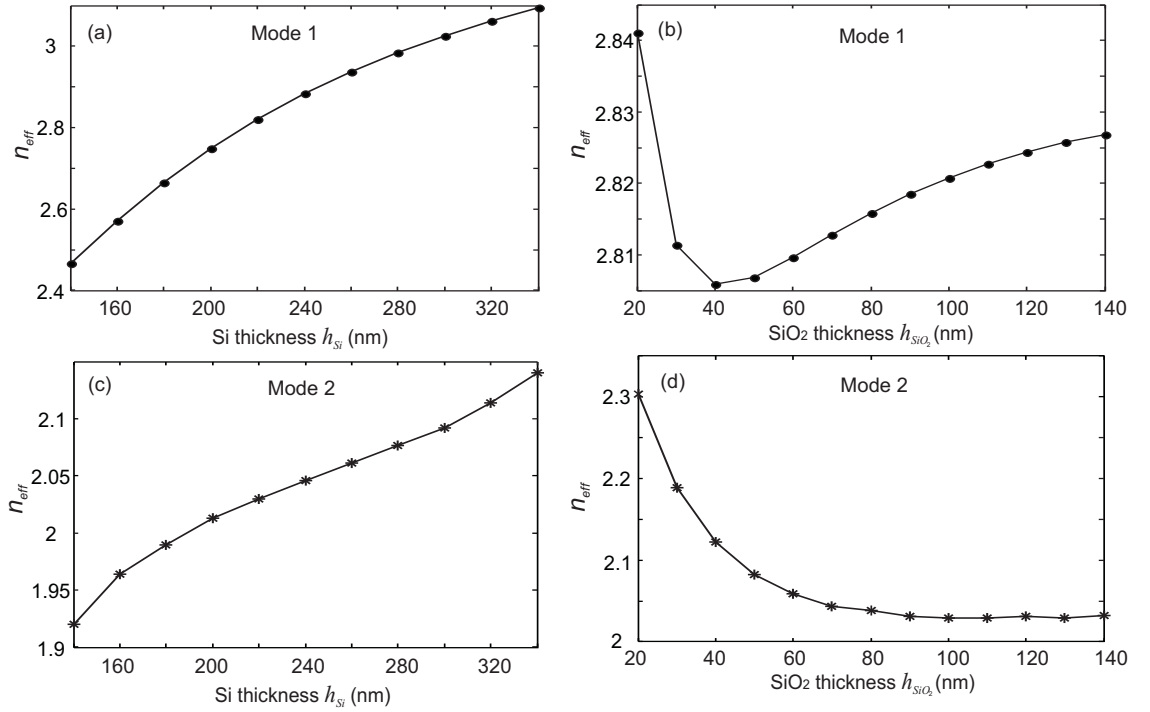 (a)
Mode 1
3
2.8
2.6
2.4
n_eff
160 200 240 280 320
Si thickness h_Si (nm)
(b)
Mode 1
2.84
2.83
2.82
2.81
n_eff
20 40 60 80 100 120 140
SiO2 thickness h_SiO2 (nm)
(c)
Mode 2
2.1
2.05
2
1.95
1.9
n_eff
160 200 240 280 320
Si thickness h_Si (nm)
(d)
Mode 2
2.3
2.2
2.1
2
n_eff
20 40 60 80 100 120 140
SiO2 thickness h_SiO2 (nm)